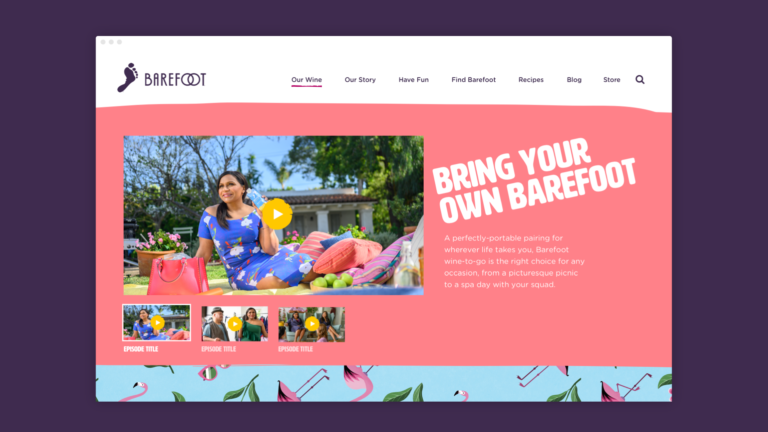 BAREFOOT
Our Wine
Our Story
Have Fun
Find Barefoot
Recipes
Blog
Store
BRING YOUR
OWN BAREFOOT
A perfectly-portable pairing for
wherever life takes you. Barefoot
wine-to-go is the right choice for any
occasion, from a picturesque picnic
to a spa day with your squad.
EPISODE TITLE
EPISODE TITLE
EPISODE TITLE